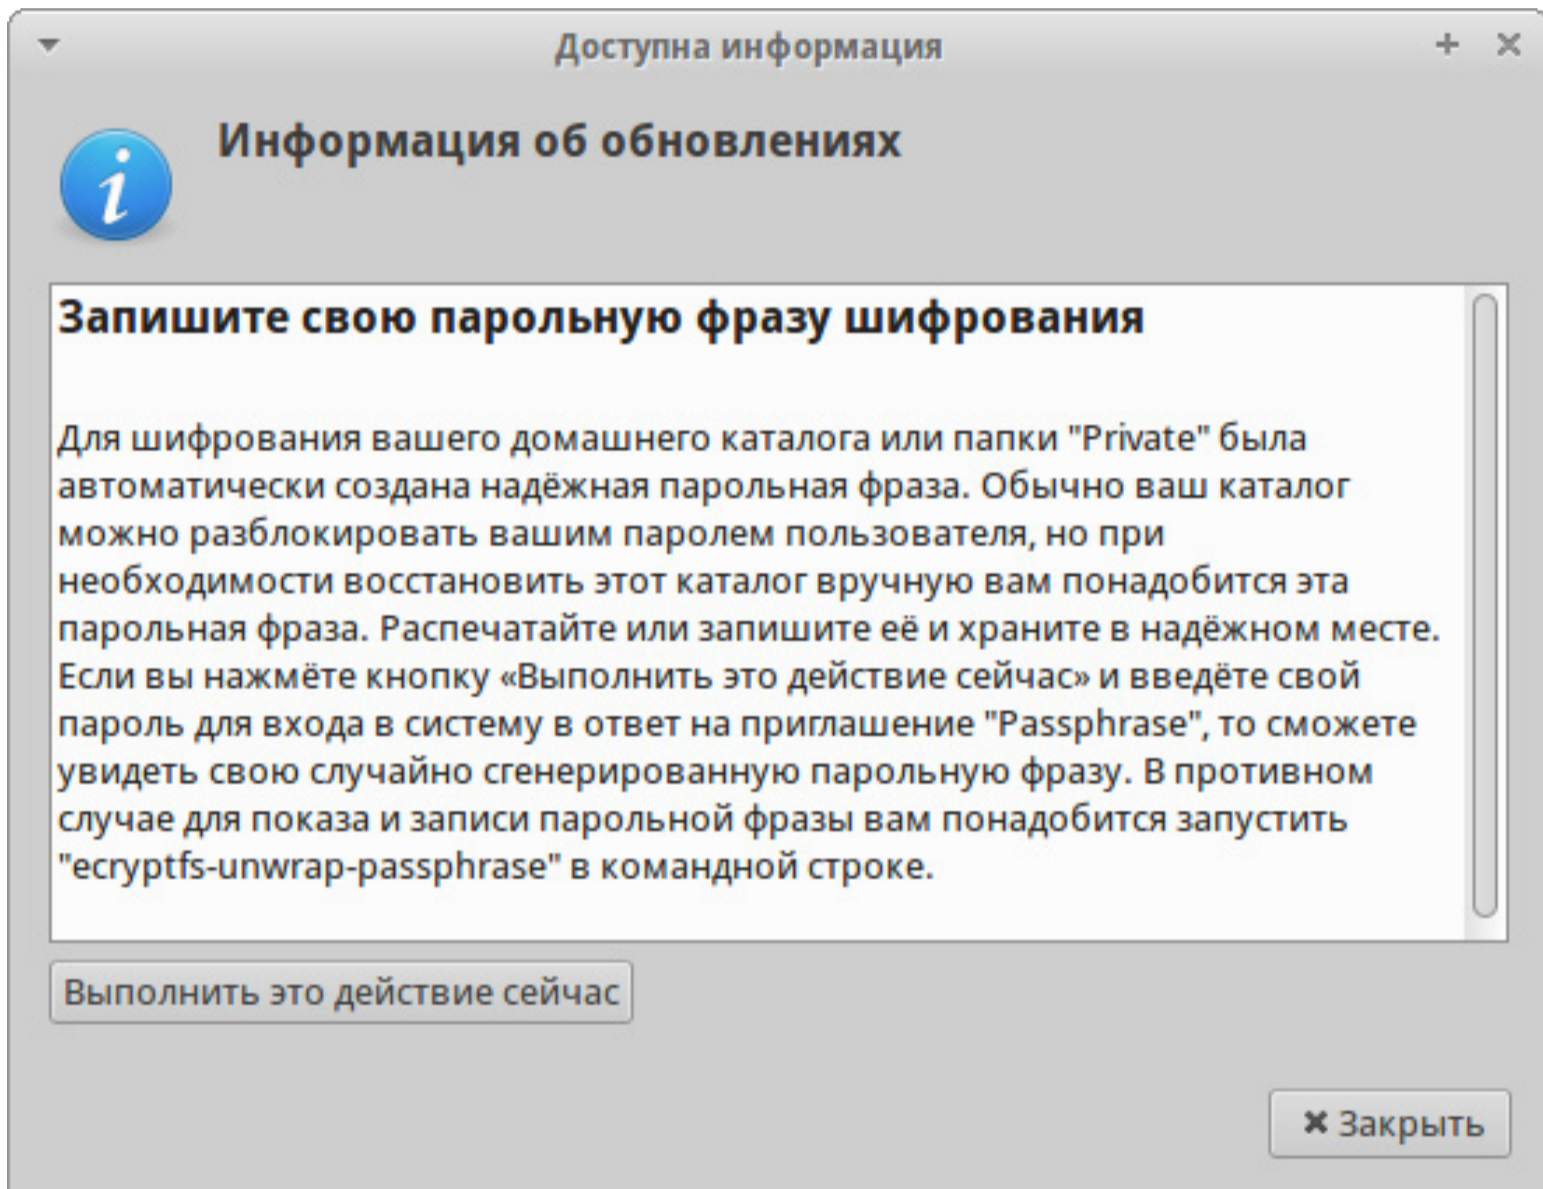 Доступна информация
Информация об обновлениях
Запишите свою парольную фразу шифрования
Для шифрования вашего домашнего каталога или папки "Private" была
автоматически создана надёжная парольная фраза. Обычно ваш каталог
можно разблокировать вашим паролем пользователя, но при
необходимости восстановить этот каталог вручную вам понадобится эта
парольная фраза. Распечатайте или запишите её и храните в надёжном месте.
Если вы нажмёте кнопку «Выполнить это действие сейчас» и введёте свой
пароль для входа в систему в ответ на приглашение "Passphrase", то сможете
увидеть свою случайно сгенерированную парольную фразу. В противном
случае для показа и записи парольной фразы вам понадобится запустить
"ecryptfs-unwrap-passphrase" в командной строке.
Выполнить это действие сейчас
Закрыть